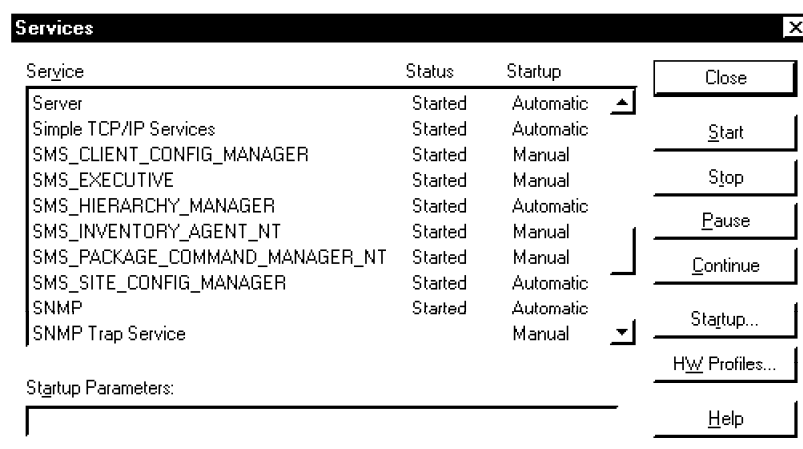 Services
Service Status Startup
Server Started Automatic
Simple TCP/IP Services Started Automatic
SMS_CLIENT_CONFIG_MANAGER Started Manual
SMS_EXECUTIVE Started Manual
SMS_HIERARCHY_MANAGER Started Automatic
SMS_INVENTORY_AGENT_NT Started Manual
SMS_PACKAGE_COMMAND_MANAGER_NT Started Manual
SMS_SITE_CONFIG_MANAGER Started Automatic
SNMP Started Automatic
SNMP Trap Service Manual
Startup Parameters:
Close
Start
Stop
Pause
Continue
Startup...
HW Profiles...
Help